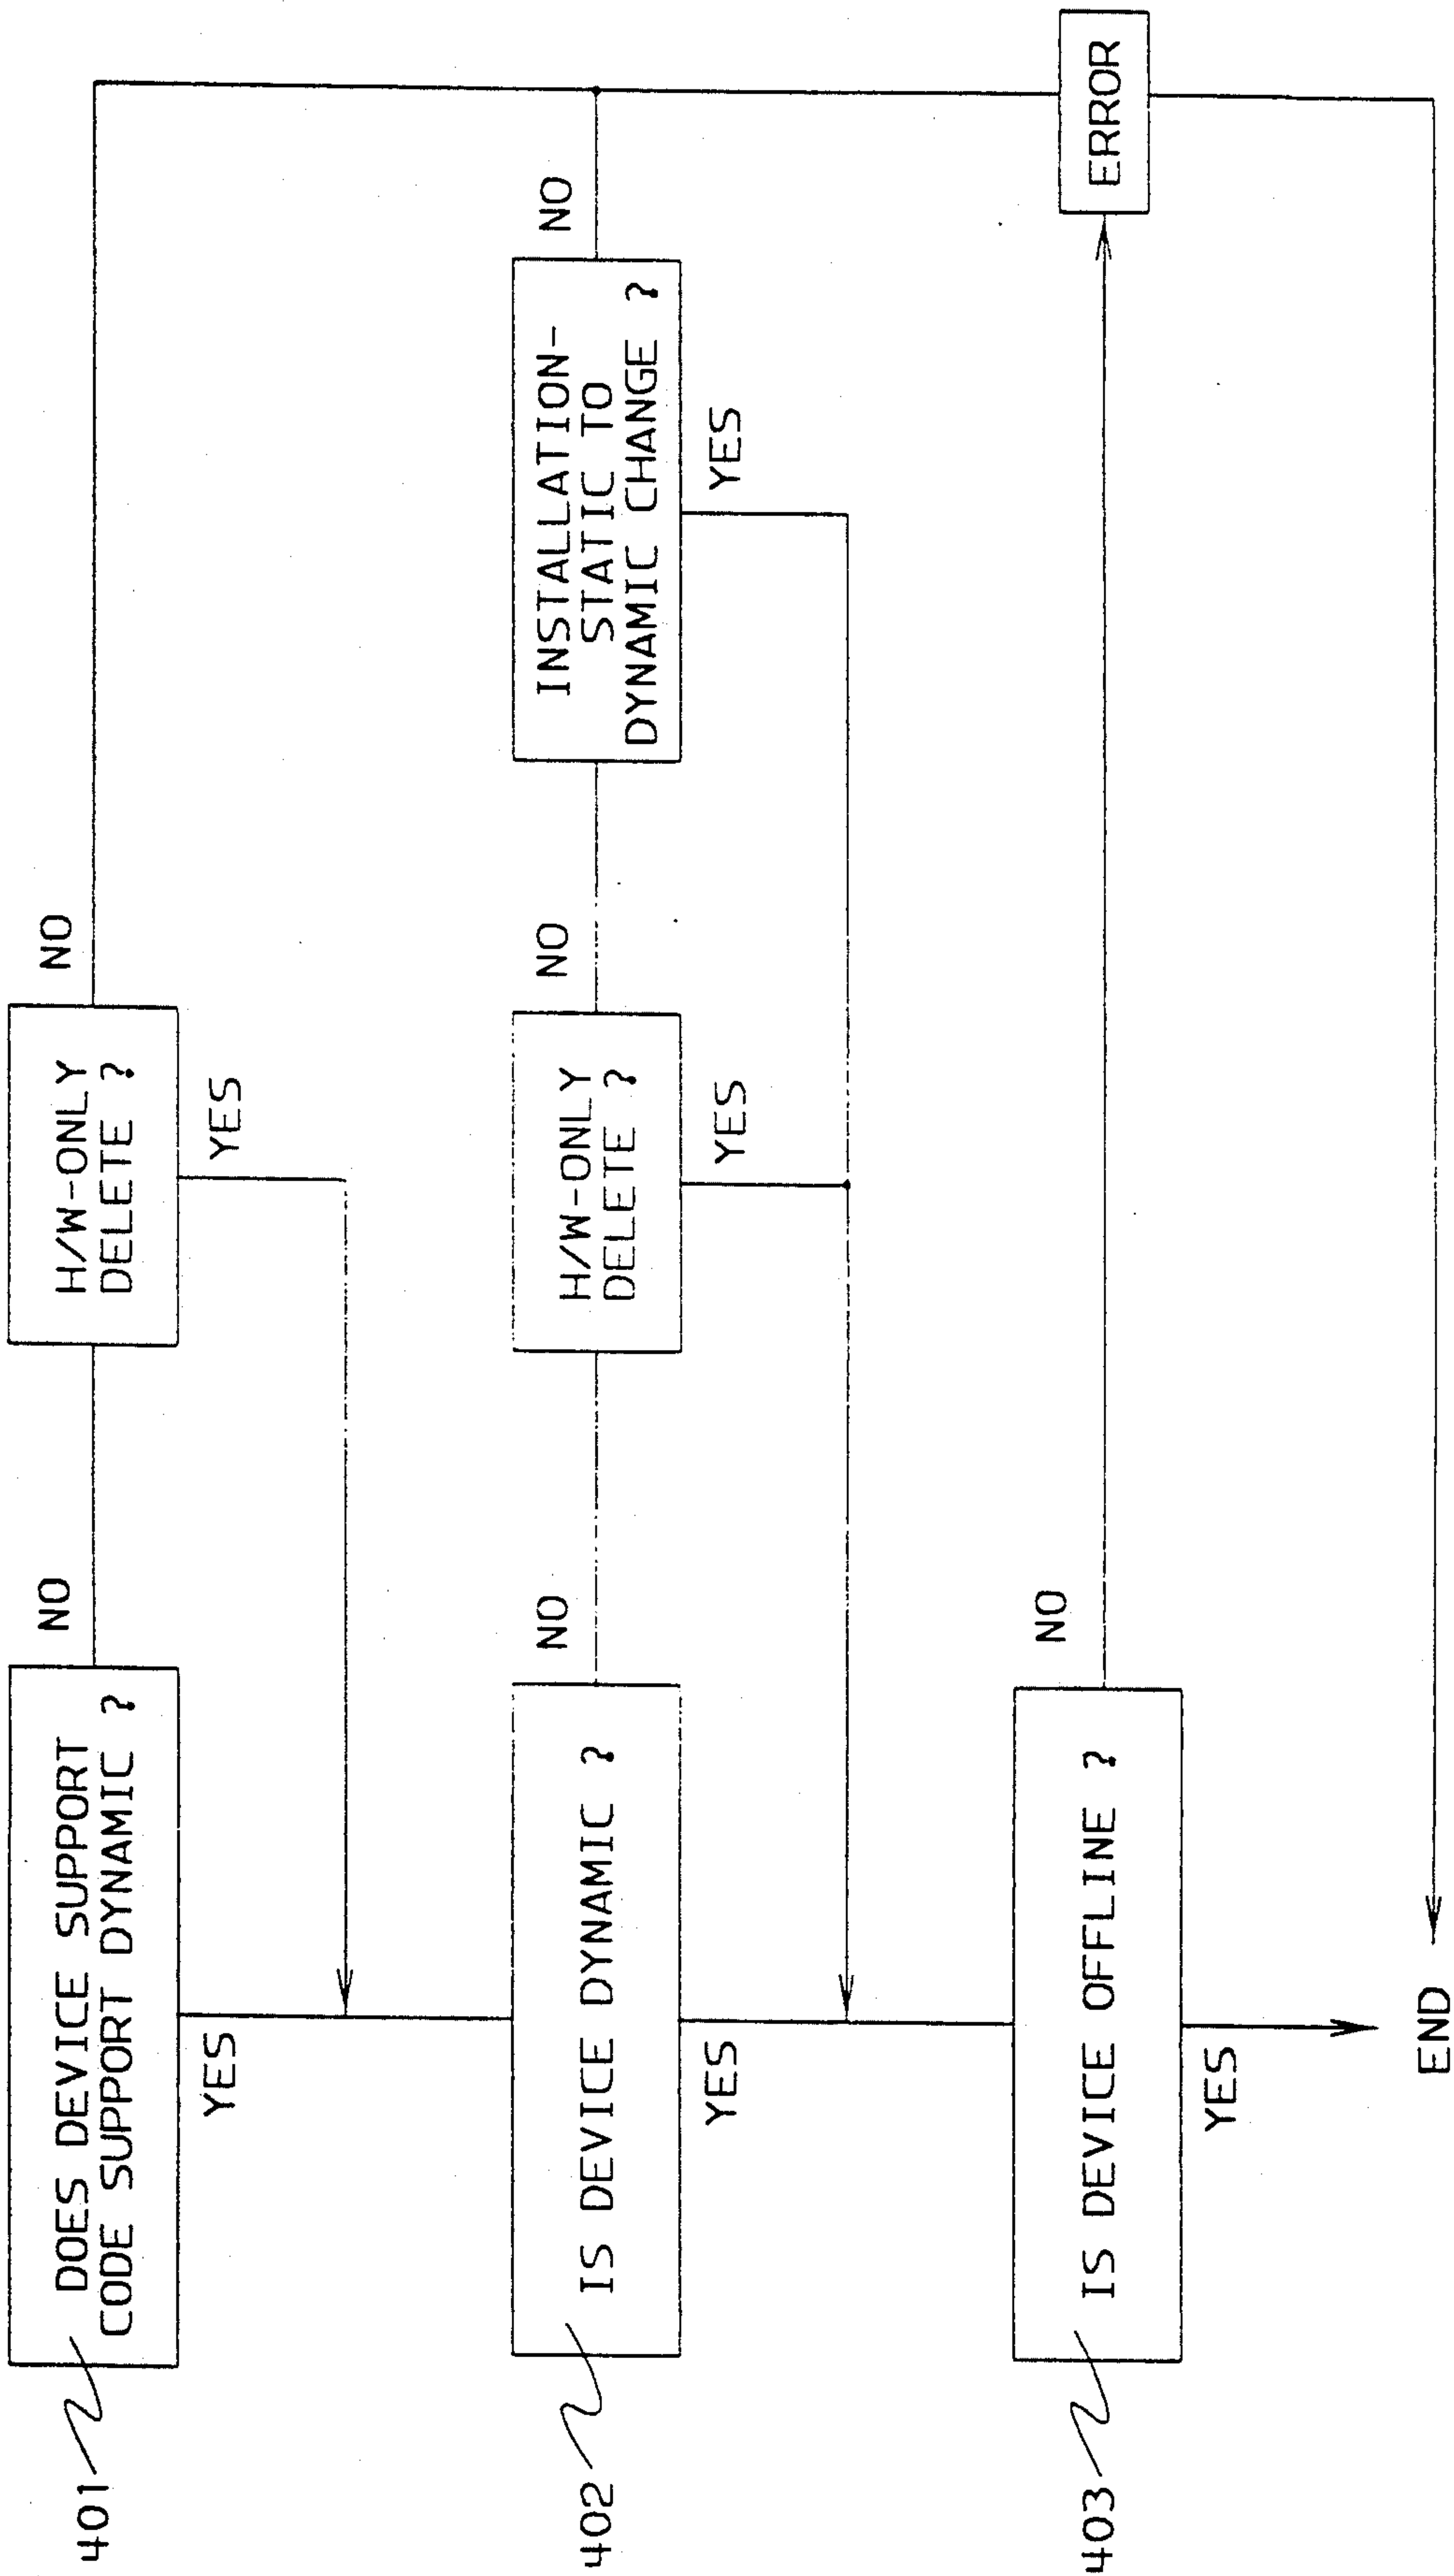 401
DOES DEVICE SUPPORT
CODE SUPPORT DYNAMIC ?
NO
H/W-ONLY
DELETE ?
NO
YES
YES
402
IS DEVICE DYNAMIC ?
NO
H/W-ONLY
DELETE ?
NO
INSTALLATION-
STATIC TO
DYNAMIC CHANGE ?
NO
YES
YES
YES
403
IS DEVICE OFFLINE ?
NO
ERROR
YES
END